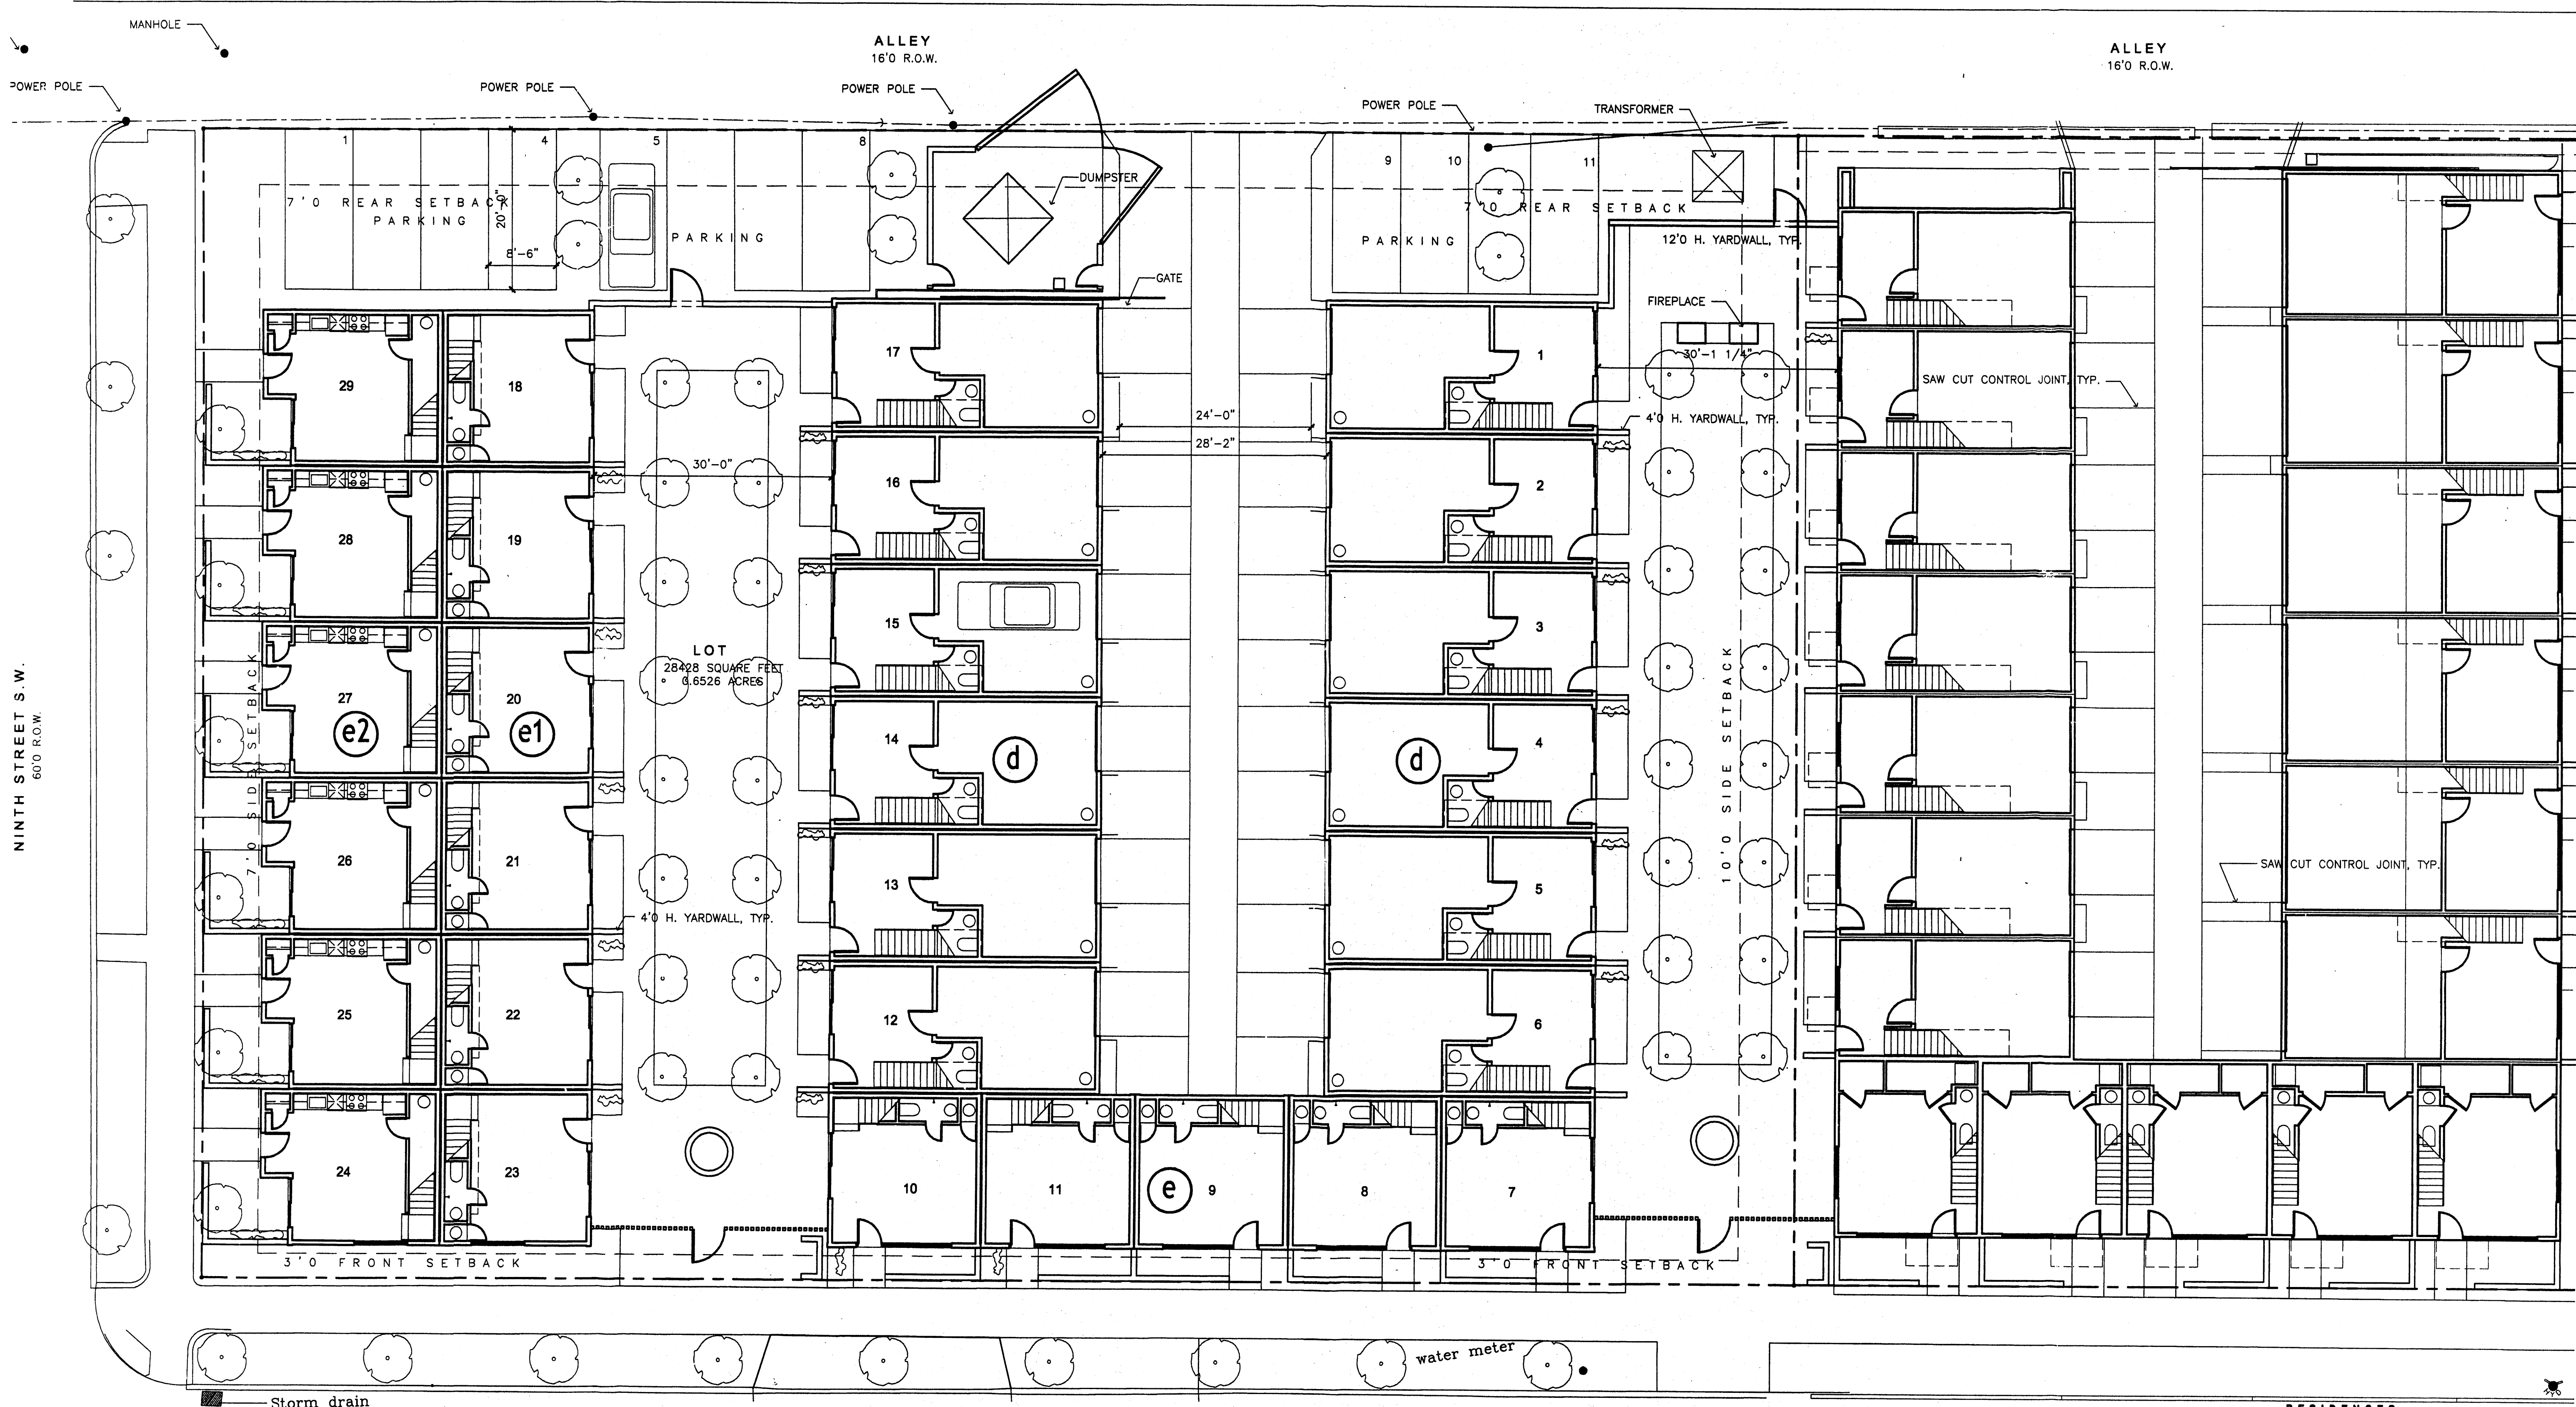 MANHOLE
ALLEY
16'0 R.O.W.
ALLEY
16'0 R.O.W.
POWER POLE
POWER POLE
POWER POLE
POWER POLE
TRANSFORMER
1
4
5
8
9
10
11
DUMPSTER
7'0 REAR SETBACK
PARKING
20'-0"
8'-6"
PARKING
7'0 REAR SETBACK
PARKING
12'0 H. YARDWALL, TYP.
GATE
FIREPLACE
30'-1 1/4"
17
1
29
18
SAW CUT CONTROL JOINT, TYP.
24'-0"
4'0 H. YARDWALL, TYP.
28'-2"
30'-0"
16
2
28
19
15
3
LOT
28428 SQUARE FEET
0.6526 ACRES
NINTH STREET S.W.
60'0 R.O.W.
7'0 SIDE SETBACK
10'0 SIDE SETBACK
27
20
e2
e1
14
4
d
d
26
21
13
5
SAW CUT CONTROL JOINT, TYP.
4'0 H. YARDWALL, TYP.
25
22
12
6
24
23
10
11
e
9
8
7
3'0 FRONT SETBACK
3'0 FRONT SETBACK
water meter
Storm drain